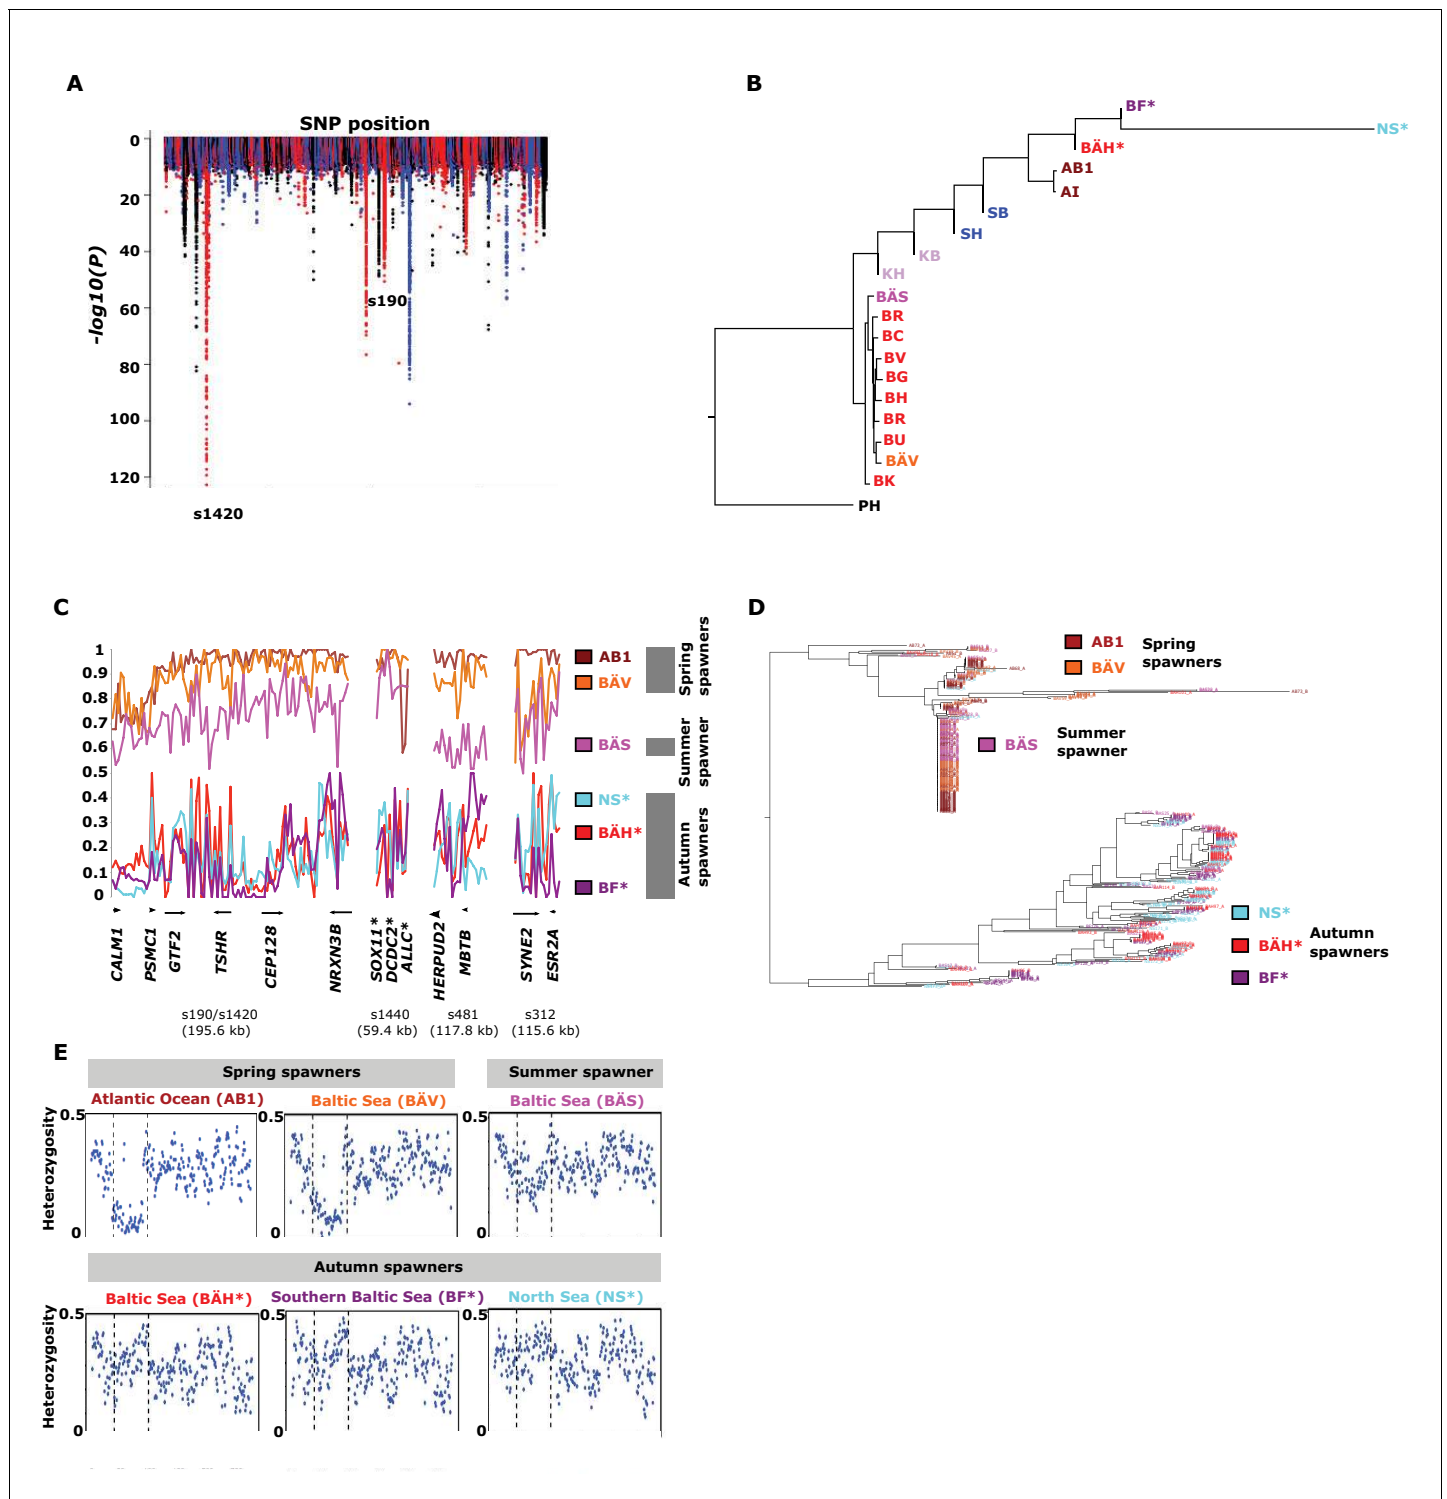 A
SNP position
0
20
40
60
80
100
120
-log10(P)
s190
s1420
B
BF*
NS*
BÄH*
AB1
AI
SB
SH
KB
KH
BÄS
BR
BC
BV
BG
BH
BR
BU
BÄV
BK
PH
C
1
0.9
0.8
0.7
0.6
0.5
0.4
0.3
0.2
0.1
0
AB1
BÄV
BÄS
NS*
BÄH*
BF*
Spring spawners
Summer spawner
Autumn spawners
CALM1
PSMC1
GTF2
TSHR
CEP128
NRXN3B
SOX11*
DCDC2*
ALLC*
HERPUD2
MBTB
SYNE2
ESR2A
s190/s1420
(195.6 kb)
s1440
(59.4 kb)
s481
(117.8 kb)
s312
(115.6 kb)
D
AB1
BÄV
Spring spawners
BÄS
Summer spawner
NS*
BÄH*
BF*
Autumn spawners
E
Spring spawners
Summer spawner
Atlantic Ocean (AB1)
Baltic Sea (BÄV)
Baltic Sea (BÄS)
Heterozygosity
0.5
0
0.5
0
0.5
0
Autumn spawners
Baltic Sea (BÄH*)
Southern Baltic Sea (BF*)
North Sea (NS*)
Heterozygosity
0.5
0
0.5
0
0.5
0